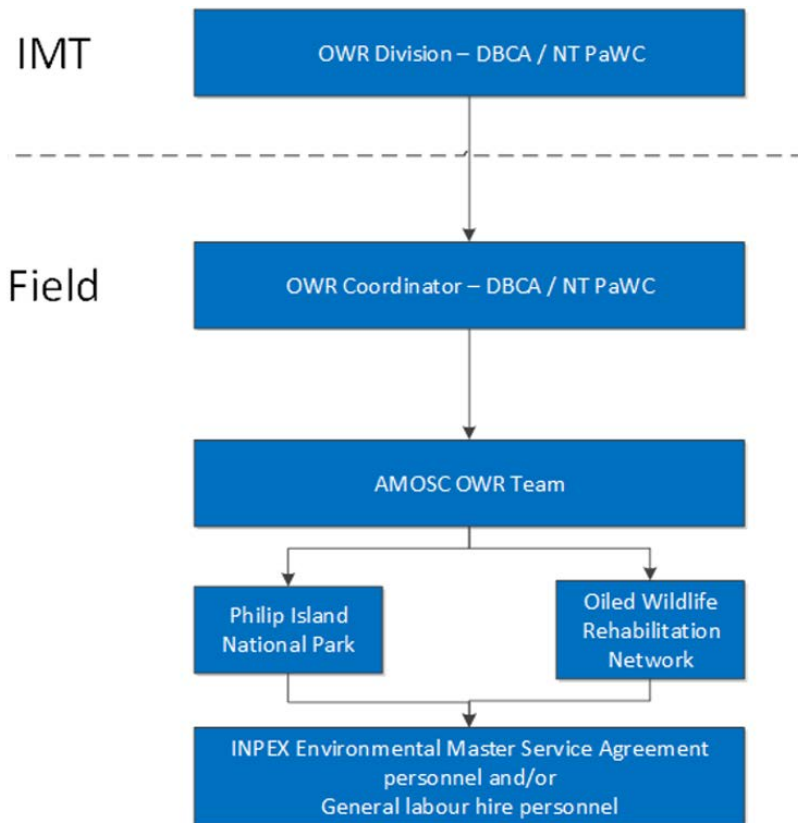 IMT
OWR Division – DBCA / NT PaWC
Field
OWR Coordinator – DBCA / NT PaWC
AMOSC OWR Team
Philip Island
National Park
Oiled Wildlife
Rehabilitation
Network
INPEX Environmental Master Service Agreement
personnel and/or
General labour hire personnel